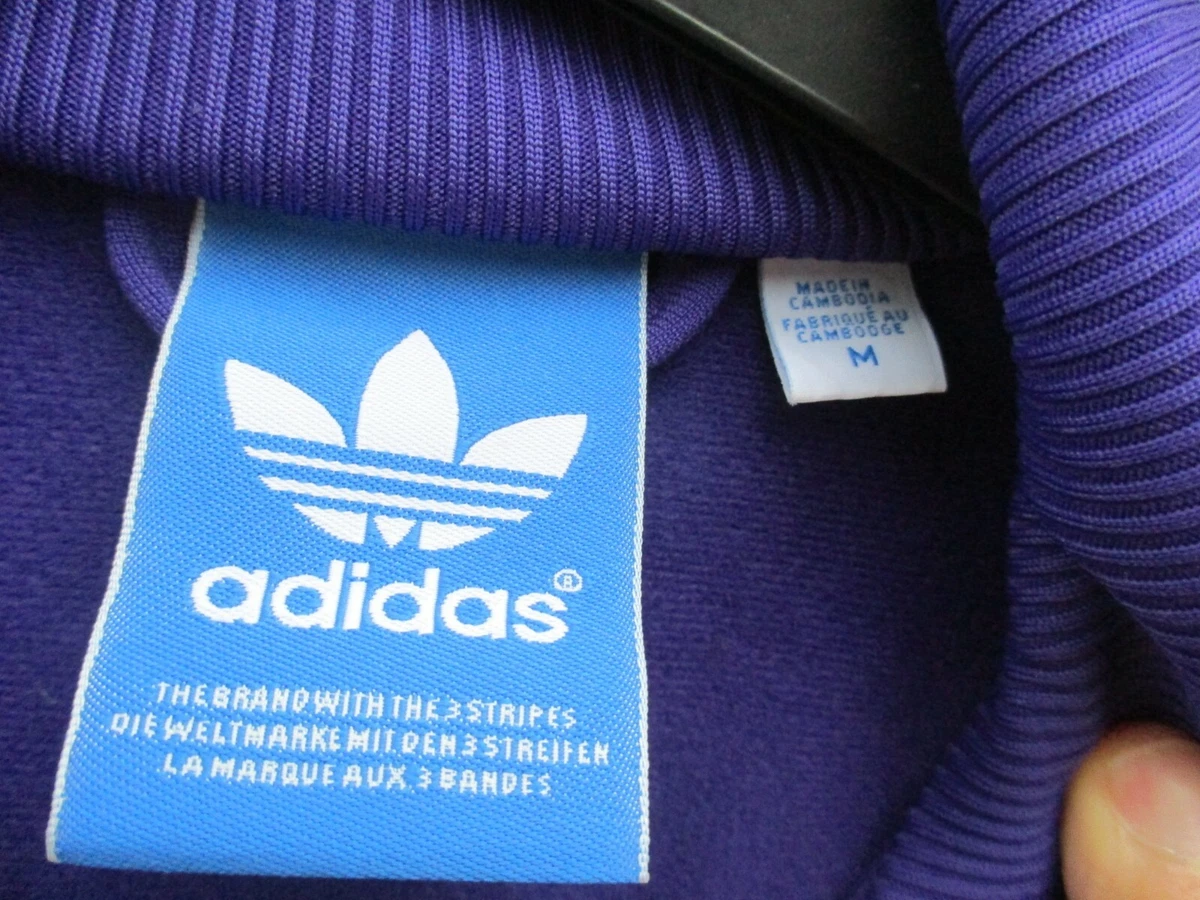 adidas®
THE BRAND WITH THE 3 STRIPES
DIE WELTMARKE MIT DEN 3 STREIFEN
LA MARQUE AUX 3 BANDES
MADE IN
CAMBODIA
FABRIQUÉ AU
CAMBODGE
M